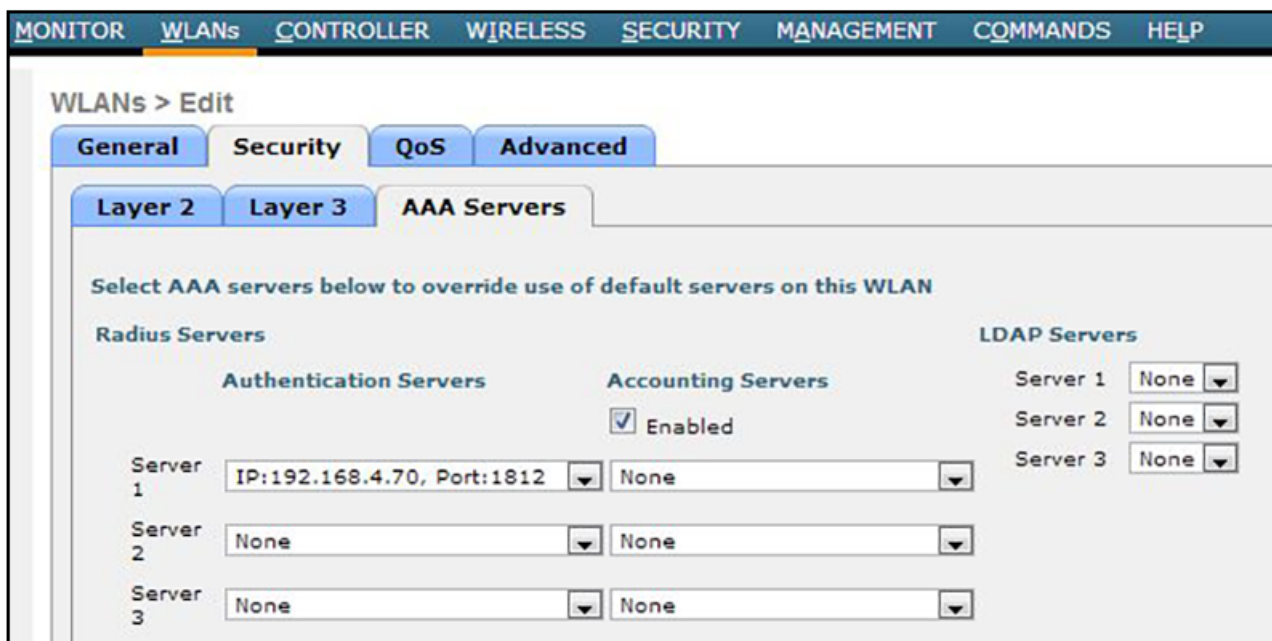 MONITOR WLANs CONTROLLER WIRELESS SECURITY MANAGEMENT COMMANDS HELP
WLANs > Edit
General Security QoS Advanced
Layer 2 Layer 3 AAA Servers
Select AAA servers below to override use of default servers on this WLAN
Radius Servers LDAP Servers
Authentication Servers Accounting Servers Server 1 None
Enabled Server 2 None
Server 1 IP:192.168.4.70, Port:1812 None Server 3 None
Server 2 None None
Server 3 None None